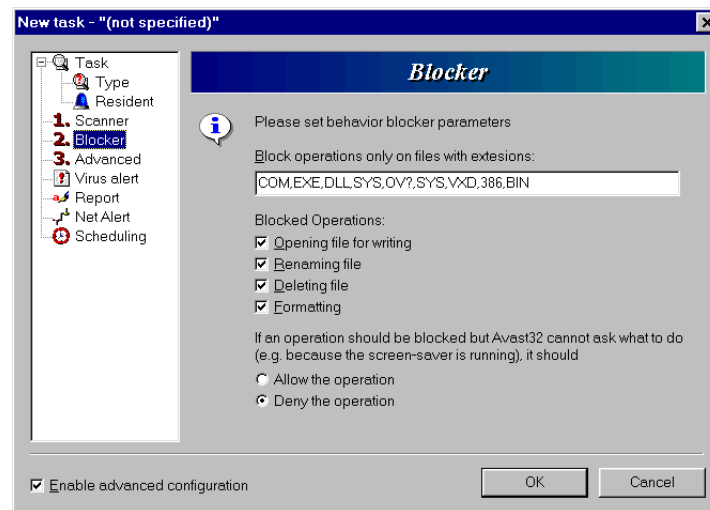 New task - "(not specified)"
Task
Type
Resident
1. Scanner
2. Blocker
3. Advanced
Virus alert
Report
Net Alert
Scheduling
Blocker
Please set behavior blocker parameters
Block operations only on files with extesions:
COM,EXE,DLL,SYS,OV?,SYS,VXD,386,BIN
Blocked Operations:
Opening file for writing
Renaming file
Deleting file
Formatting
If an operation should be blocked but Avast32 cannot ask what to do
(e.g. because the screen-saver is running), it should
Allow the operation
Deny the operation
Enable advanced configuration
OK
Cancel